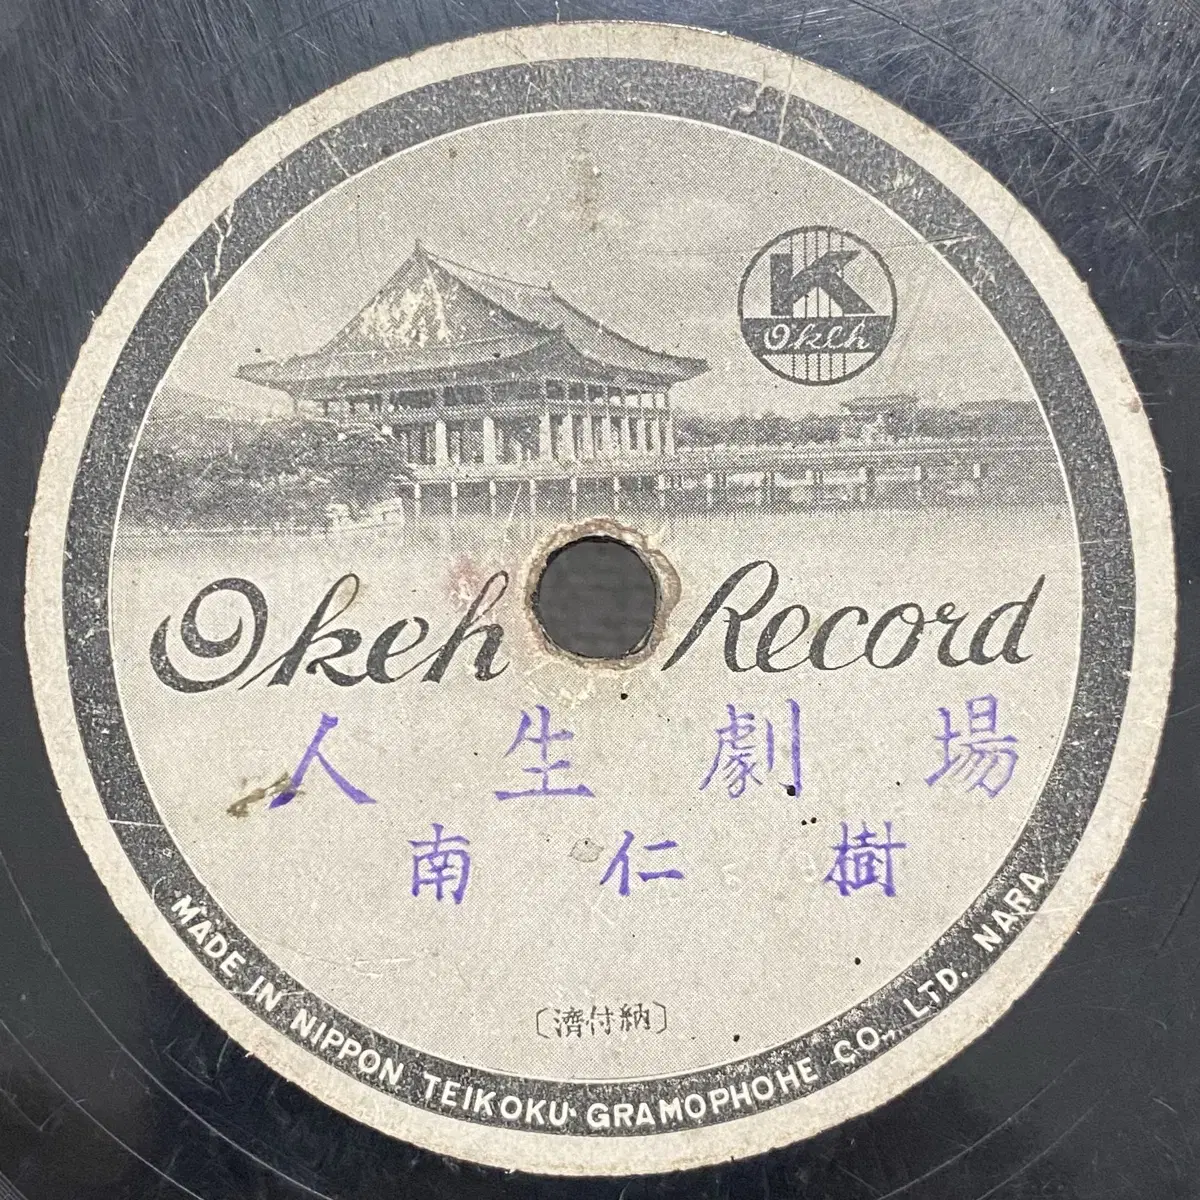 K
Okeh
Okeh Record
人生劇場
南仁樹
〔濟付納〕
MADE IN NIPPON TEIKOKU GRAMOPHOHE CO., LTD. NARA